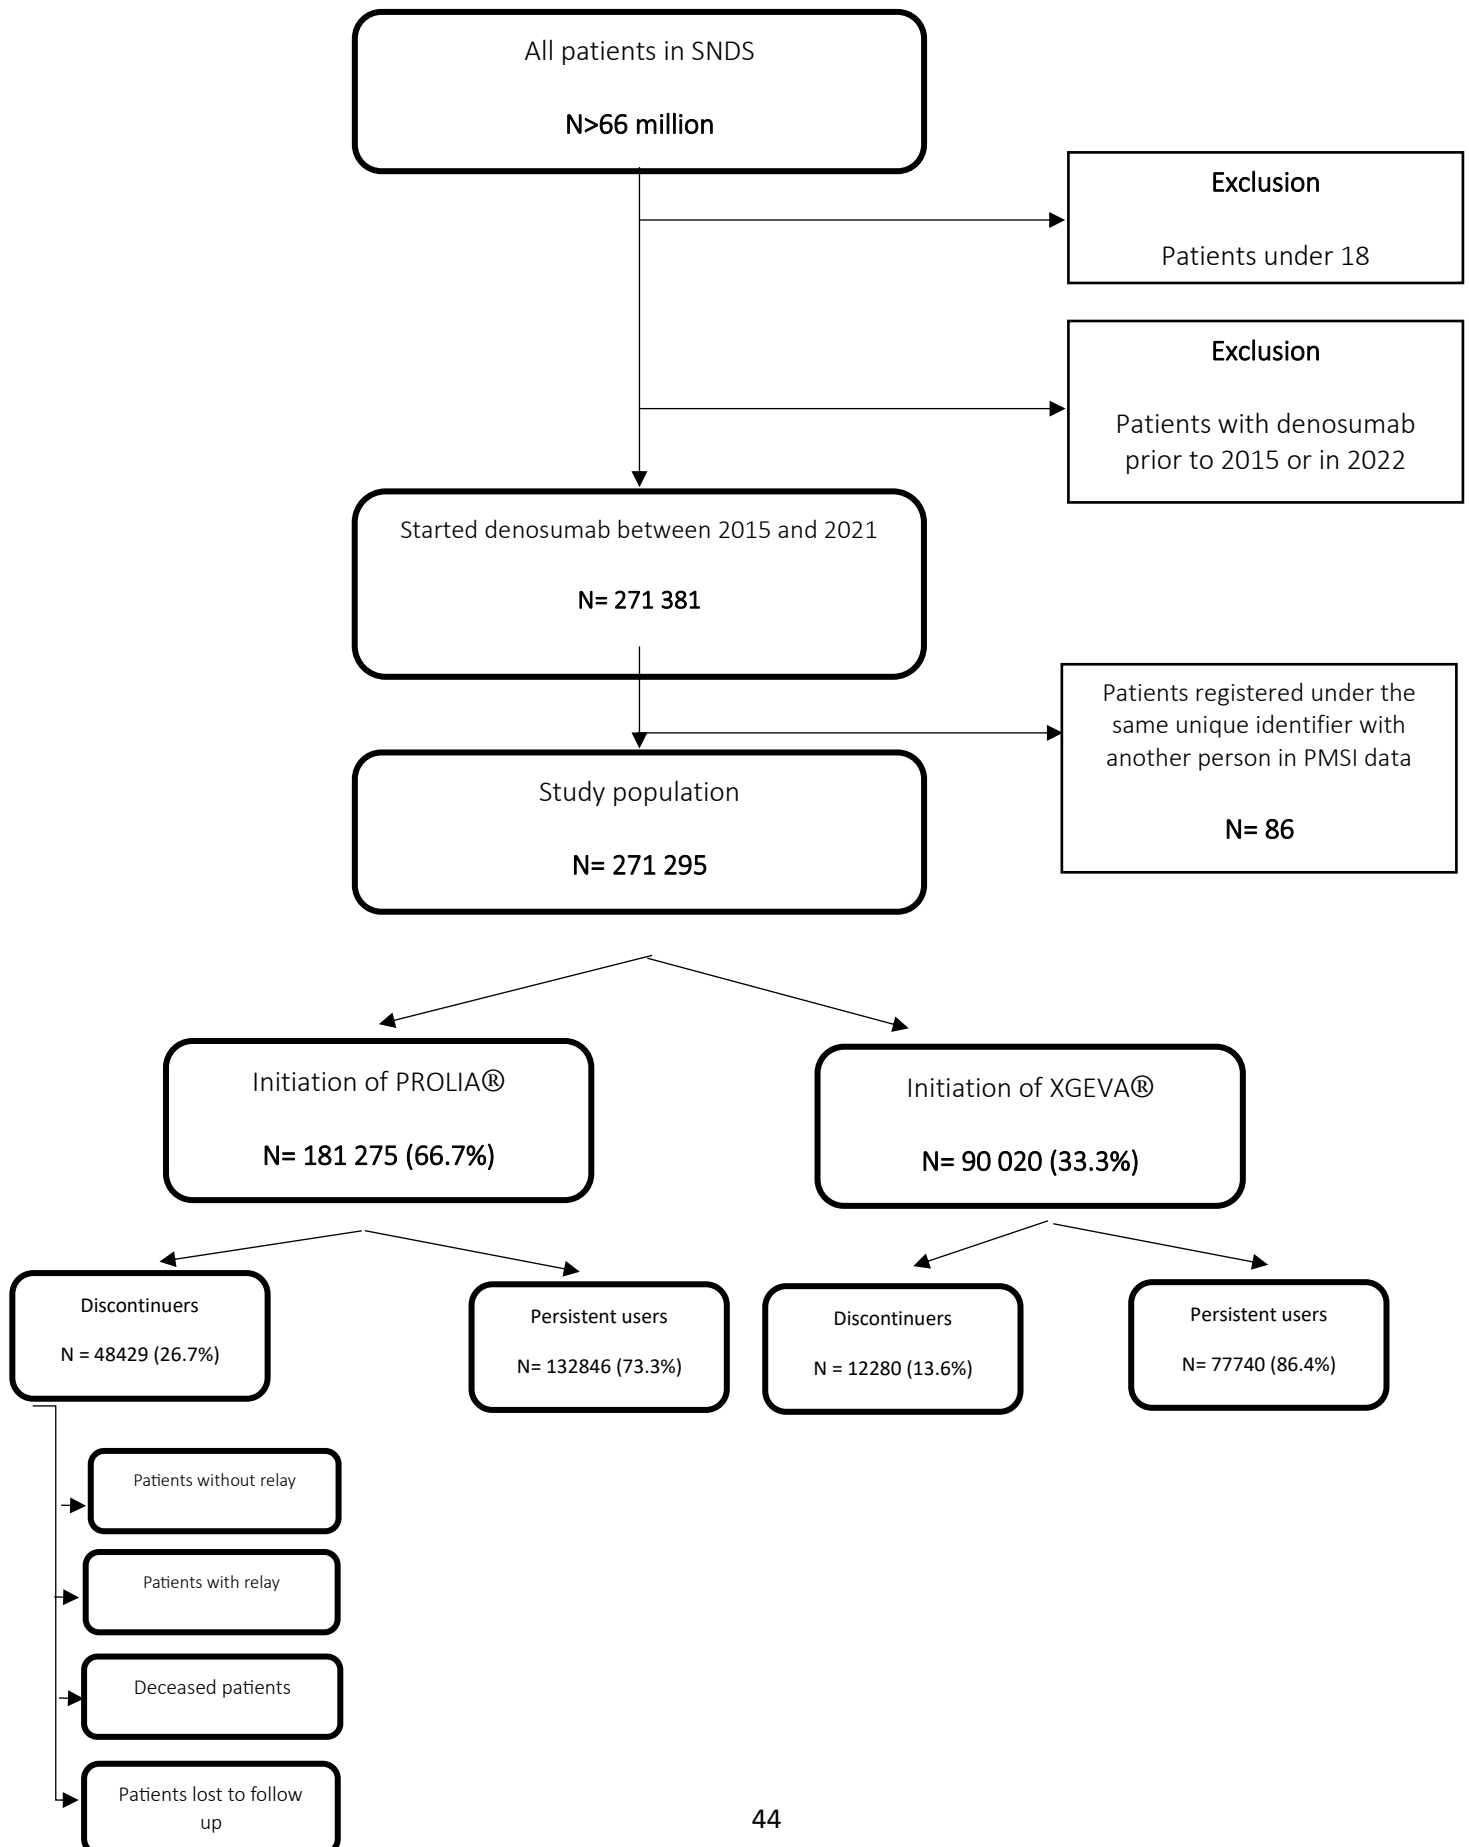 All patients in SNDS
N>66 million
Exclusion
Patients under 18
Exclusion
Patients with denosumab
prior to 2015 or in 2022
Started denosumab between 2015 and 2021
N= 271 381
Patients registered under the
same unique identifier with
another person in PMSI data
N= 86
Study population
N= 271 295
Initiation of PROLIA®
N= 181 275 (66.7%)
Initiation of XGEVA®
N= 90 020 (33.3%)
Discontinuers
N = 48429 (26.7%)
Persistent users
N= 132846 (73.3%)
Discontinuers
N = 12280 (13.6%)
Persistent users
N= 77740 (86.4%)
Patients without relay
Patients with relay
Deceased patients
Patients lost to follow
up
44